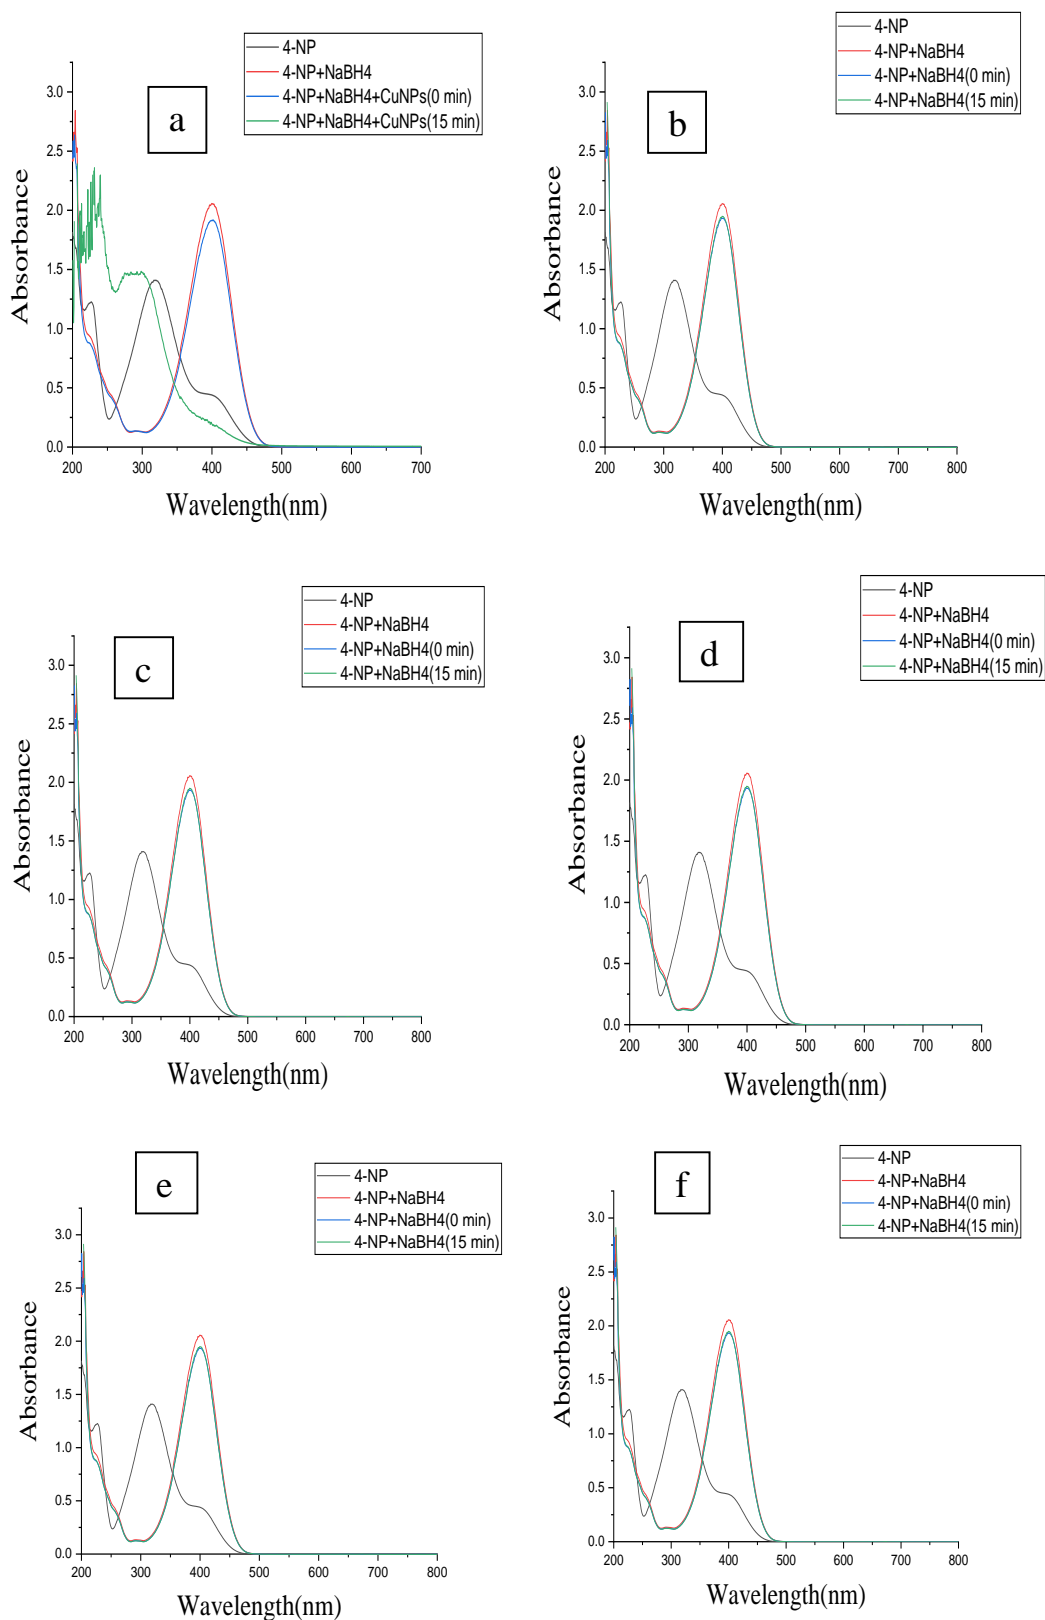 4-NP
4-NP+NaBH4
4-NP+NaBH4+CuNPs(0 min)
4-NP+NaBH4+CuNPs(15 min)
a
3.0
2.5
2.0
1.5
1.0
0.5
0.0
200 300 400 500 600 700
Absorbance
Wavelength(nm)
4-NP
4-NP+NaBH4
4-NP+NaBH4(0 min)
4-NP+NaBH4(15 min)
b
3.0
2.5
2.0
1.5
1.0
0.5
0.0
200 300 400 500 600 700 800
Absorbance
Wavelength(nm)
4-NP
4-NP+NaBH4
4-NP+NaBH4(0 min)
4-NP+NaBH4(15 min)
c
3.0
2.5
2.0
1.5
1.0
0.5
0.0
200 300 400 500 600 700 800
Absorbance
Wavelength(nm)
4-NP
4-NP+NaBH4
4-NP+NaBH4(0 min)
4-NP+NaBH4(15 min)
d
3.0
2.5
2.0
1.5
1.0
0.5
0.0
200 300 400 500 600 700 800
Absorbance
Wavelength(nm)
4-NP
4-NP+NaBH4
4-NP+NaBH4(0 min)
4-NP+NaBH4(15 min)
e
3.0
2.5
2.0
1.5
1.0
0.5
0.0
200 300 400 500 600 700 800
Absorbance
Wavelength(nm)
4-NP
4-NP+NaBH4
4-NP+NaBH4(0 min)
4-NP+NaBH4(15 min)
f
3.0
2.5
2.0
1.5
1.0
0.5
0.0
200 300 400 500 600 700 800
Absorbance
Wavelength(nm)